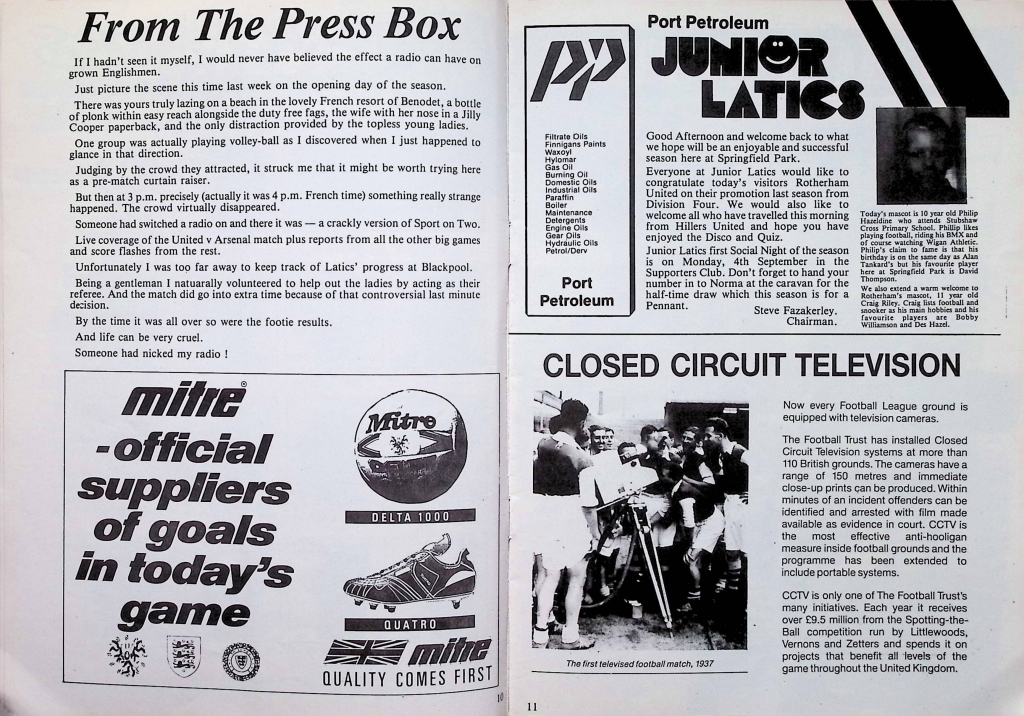 From The Press Box
If I hadn't seen it myself, I would never have believed the effect a radio can have on
grown Englishmen.
Just picture the scene this time last week on the opening day of the season.
There was yours truly lazing on a beach in the lovely French resort of Benodet, a bottle
of plonk within easy reach alongside the duty free fags, the wife with her nose in a Jilly
Cooper paperback, and the only distraction provided by the topless young ladies.
One group was actually playing volley-ball as I discovered when I just happened to
glance in that direction.
Judging by the crowd they attracted, it struck me that it might be worth trying here
as a pre-match curtain raiser.
But then at 3 p.m. precisely (actually it was 4 p.m. French time) something really strange
happened. The crowd virtually disappeared.
Someone had switched a radio on and there it was — a crackly version of Sport on Two.
Live coverage of the United v Arsenal match plus reports from all the other big games
and score flashes from the rest.
Unfortunately I was too far away to keep track of Latics' progress at Blackpool.
Being a gentleman I natuarally volunteered to help out the ladies by acting as their
referee. And the match did go into extra time because of that controversial last minute
decision.
By the time it was all over so were the footie results.
And life can be very cruel.
Someone had nicked my radio !
mitre®
-official
suppliers
of goals
in today's
game
Mitre
DELTA 1000
QUATRO
mitre
QUALITY COMES FIRST
10
Port Petroleum
JUNIOR
LATICS
pp
Filtrate Oils
Finnigans Paints
Waxoyl
Hylomar
Gas Oil
Burning Oil
Domestic Oils
Industrial Oils
Paraffin
Boiler
Maintenance
Detergents
Engine Oils
Gear Oils
Hydraulic Oils
Petrol/Derv
Port
Petroleum
Good Afternoon and welcome back to what
we hope will be an enjoyable and successful
season here at Springfield Park.
Everyone at Junior Latics would like to
congratulate today's visitors Rotherham
United on their promotion last season from
Division Four. We would also like to
welcome all who have travelled this morning
from Hillers United and hope you have
enjoyed the Disco and Quiz.
Junior Latics first Social Night of the season
is on Monday, 4th September in the
Supporters Club. Don't forget to hand your
number in to Norma at the caravan for the
half-time draw which this season is for a
Pennant.
Steve Fazakerley.
Chairman.
Today's mascot is 10 year old Philip
Hazeldine who attends Stubshaw
Cross Primary School. Phillip likes
playing football, riding his BMX and
of course watching Wigan Athletic.
Philip's claim to fame is that his
birthday is on the same day as Alan
Tankard's but his favourite player
here at Springfield Park is David
Thompson.
We also extend a warm welcome to
Rotherham's mascot, 11 year old
Craig Riley. Craig lists football and
snooker as his main hobbies and his
favourite players are Bobby
Williamson and Des Hazel.
CLOSED CIRCUIT TELEVISION
Now every Football League ground is
equipped with television cameras.
The Football Trust has installed Closed
Circuit Television systems at more than
110 British grounds. The cameras have a
range of 150 metres and immediate
close-up prints can be produced. Within
minutes of an incident offenders can be
identified and arrested with film made
available as evidence in court. CCTV is
the most effective anti-hooligan
measure inside football grounds and the
programme has been extended to
include portable systems.
CCTV is only one of The Football Trust's
many initiatives. Each year it receives
over £9.5 million from the Spotting-the-
Ball competition run by Littlewoods,
Vernons and Zetters and spends it on
projects that benefit all levels of the
game throughout the United Kingdom.
The first televised football match, 1937
11